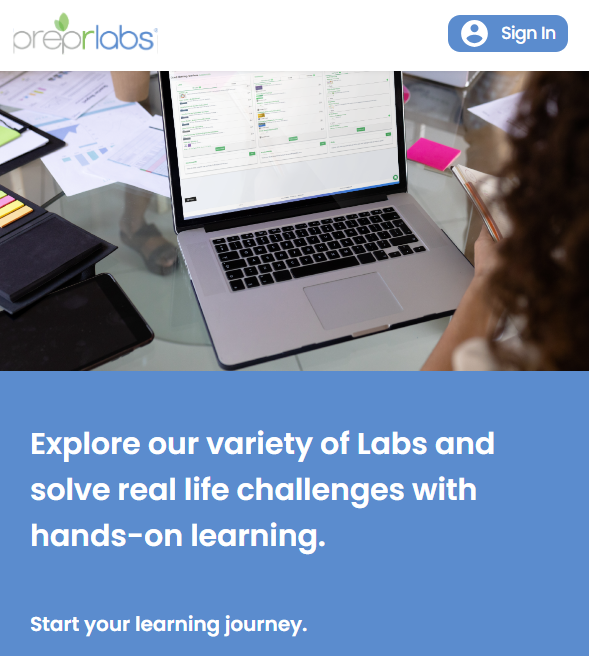 preprlabs®
Sign In
Explore our variety of Labs and
solve real life challenges with
hands-on learning.
Start your learning journey.